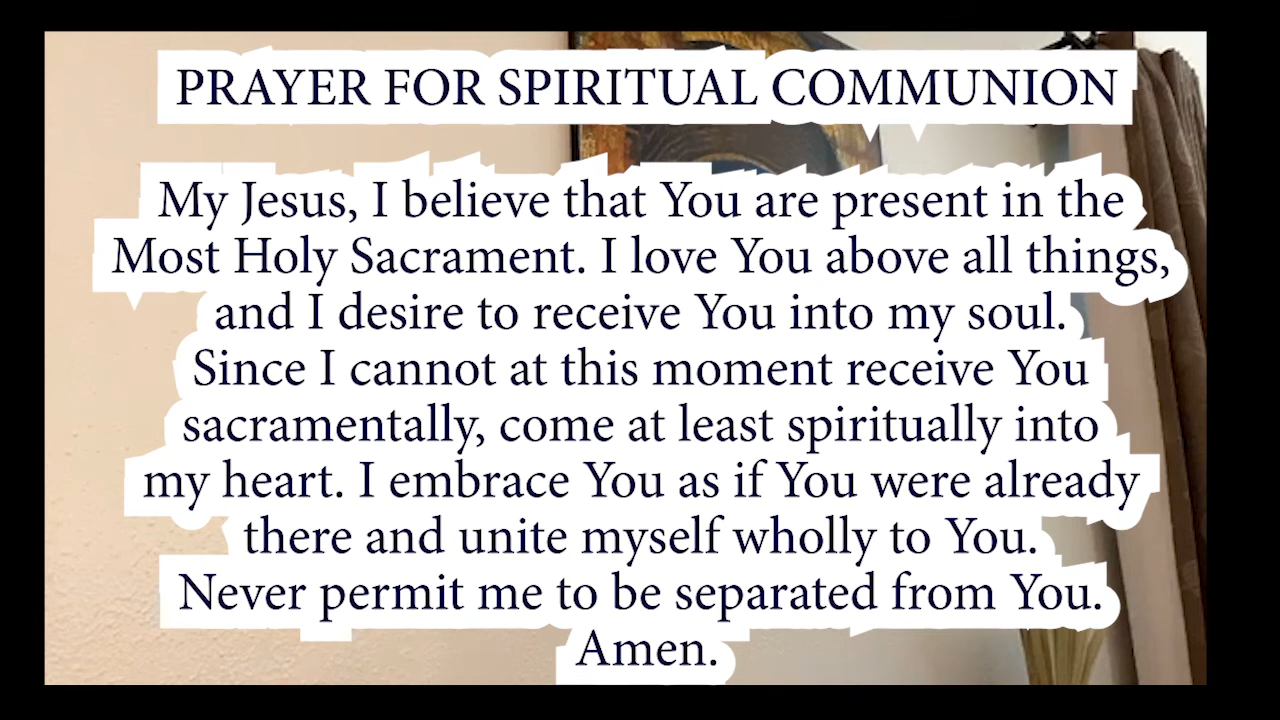 PRAYER FOR SPIRITUAL COMMUNION
My Jesus, I believe that You are present in the
Most Holy Sacrament. I love You above all things,
and I desire to receive You into my soul.
Since I cannot at this moment receive You
sacramentally, come at least spiritually into
my heart. I embrace You as if You were already
there and unite myself wholly to You.
Never permit me to be separated from You.
Amen.